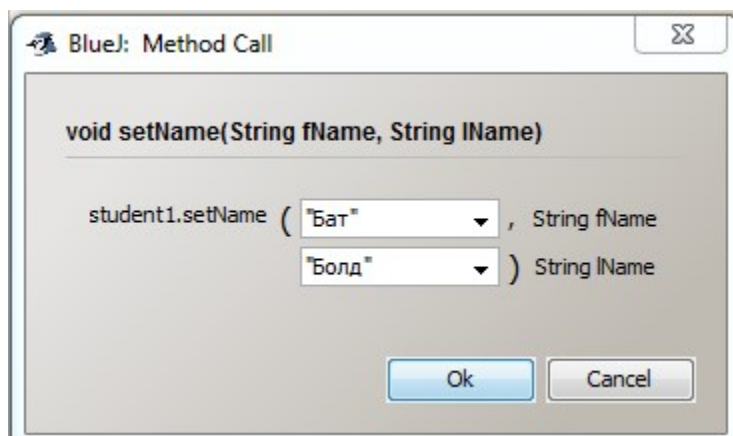 BlueJ: Method Call
void setName(String fName, String lName)
student1.setName ( "Бат" , String fName
"Болд" ) String lName
Ok Cancel